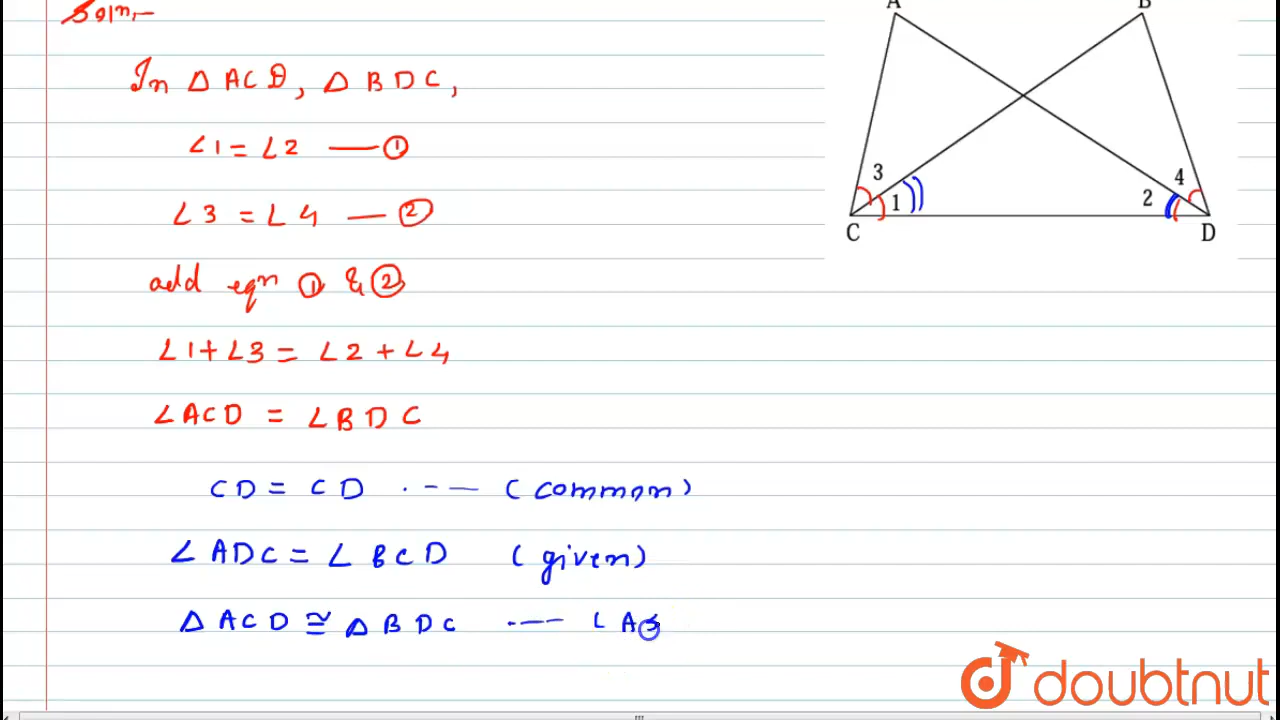 Soln,-
A B
In Δ ACD, Δ BDC,
∠1 = ∠2 — ①
3 4
1 2
∠3 = ∠4 — ②
C D
add eqn ① & ②
∠1+∠3 = ∠2 + ∠4
∠ACD = ∠BDC
CD = CD .-- — (common)
∠ADC = ∠BCD (given)
Δ ACD ≅ Δ BDC .-- — (AS
doubtnut